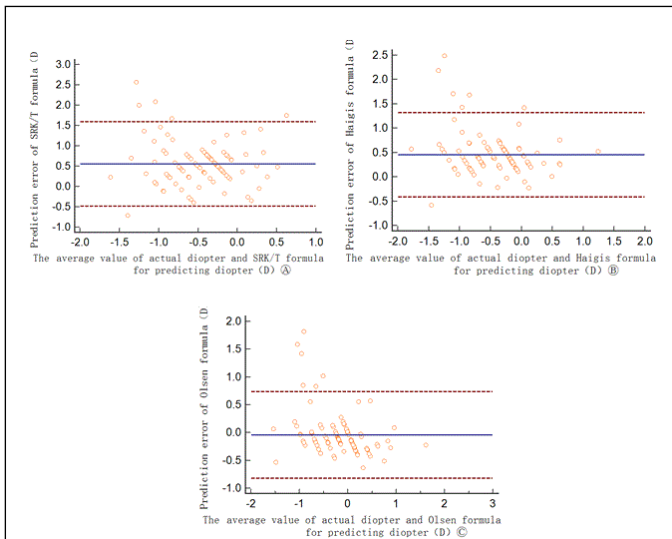 Prediction error of SRK/T formula (D
3.0
2.5
2.0
1.5
1.0
0.5
0.0
-0.5
-1.0
-2.0 -1.5 -1.0 -0.5 0.0 0.5 1.0
The average value of actual diopter and SRK/T formula
for predicting diopter (D) Ⓐ
Prediction error of Haigis formula (D
2.5
2.0
1.5
1.0
0.5
0.0
-0.5
-1.0
-2.0 -1.5 -1.0 -0.5 0.0 0.5 1.0 1.5 2.0
The average value of actual diopter and Haigis formula
for predicting diopter (D) Ⓑ
Prediction error of Olsen formula (D
2.0
1.5
1.0
0.5
0.0
-0.5
-1.0
-2 -1 0 1 2 3
The average value of actual diopter and Olsen formula
for predicting diopter (D) Ⓒ